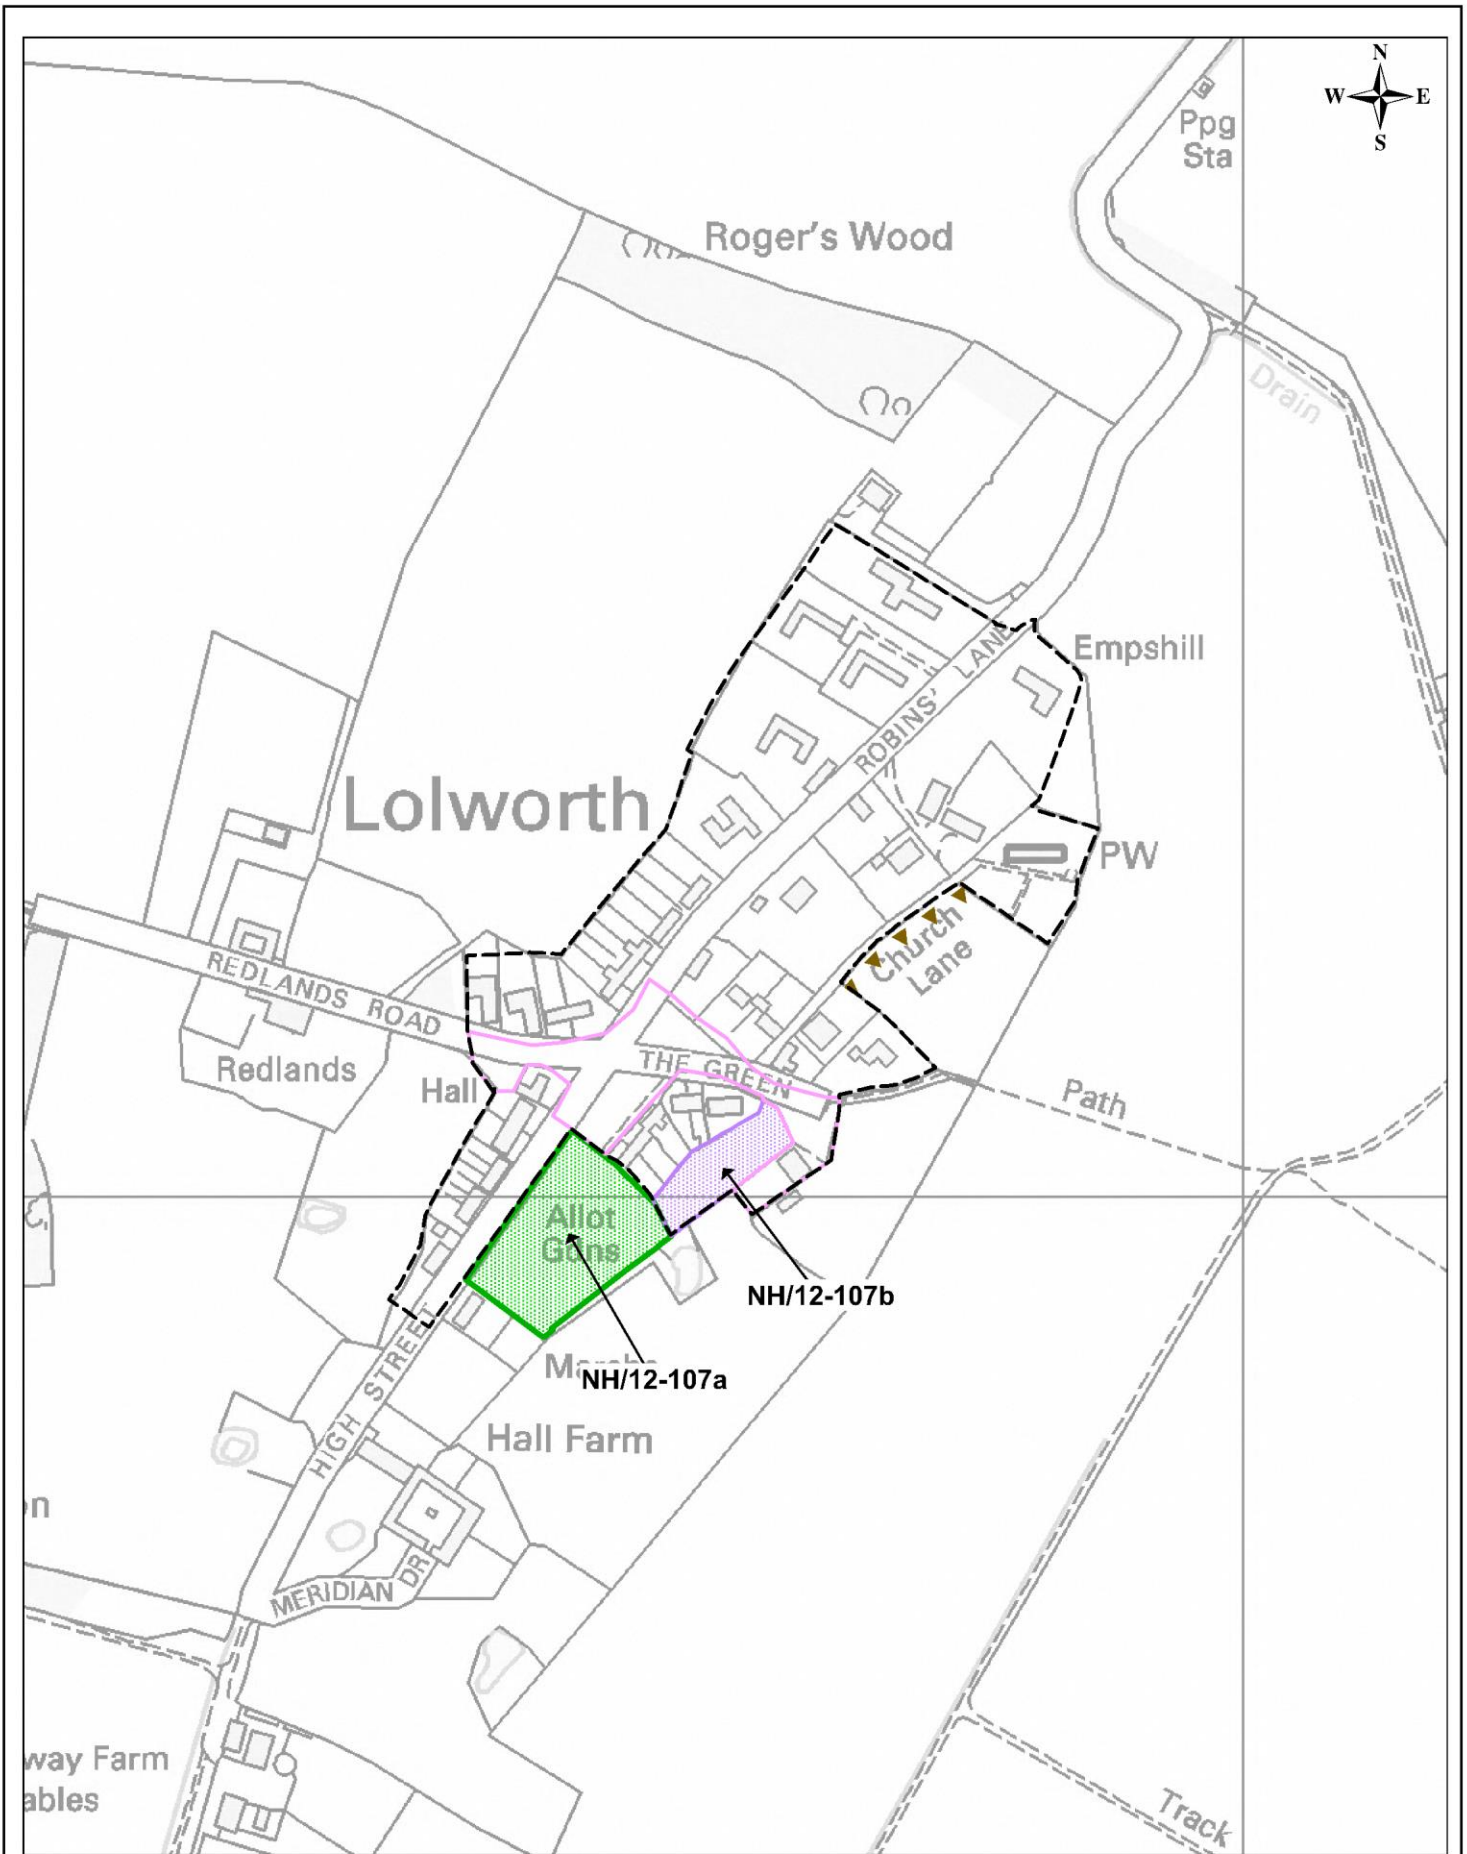 N
W E
S
Ppg
Sta
Roger's Wood
Drain
Empshill
ROBINS' LANE
Lolworth
PW
Church
Lane
REDLANDS ROAD
THE GREEN
Redlands
Hall
Path
Allot
Gdns
NH/12-107b
NH/12-107a
HIGH STREET
Hall Farm
MERIDIAN DR
way Farm
ables
Track